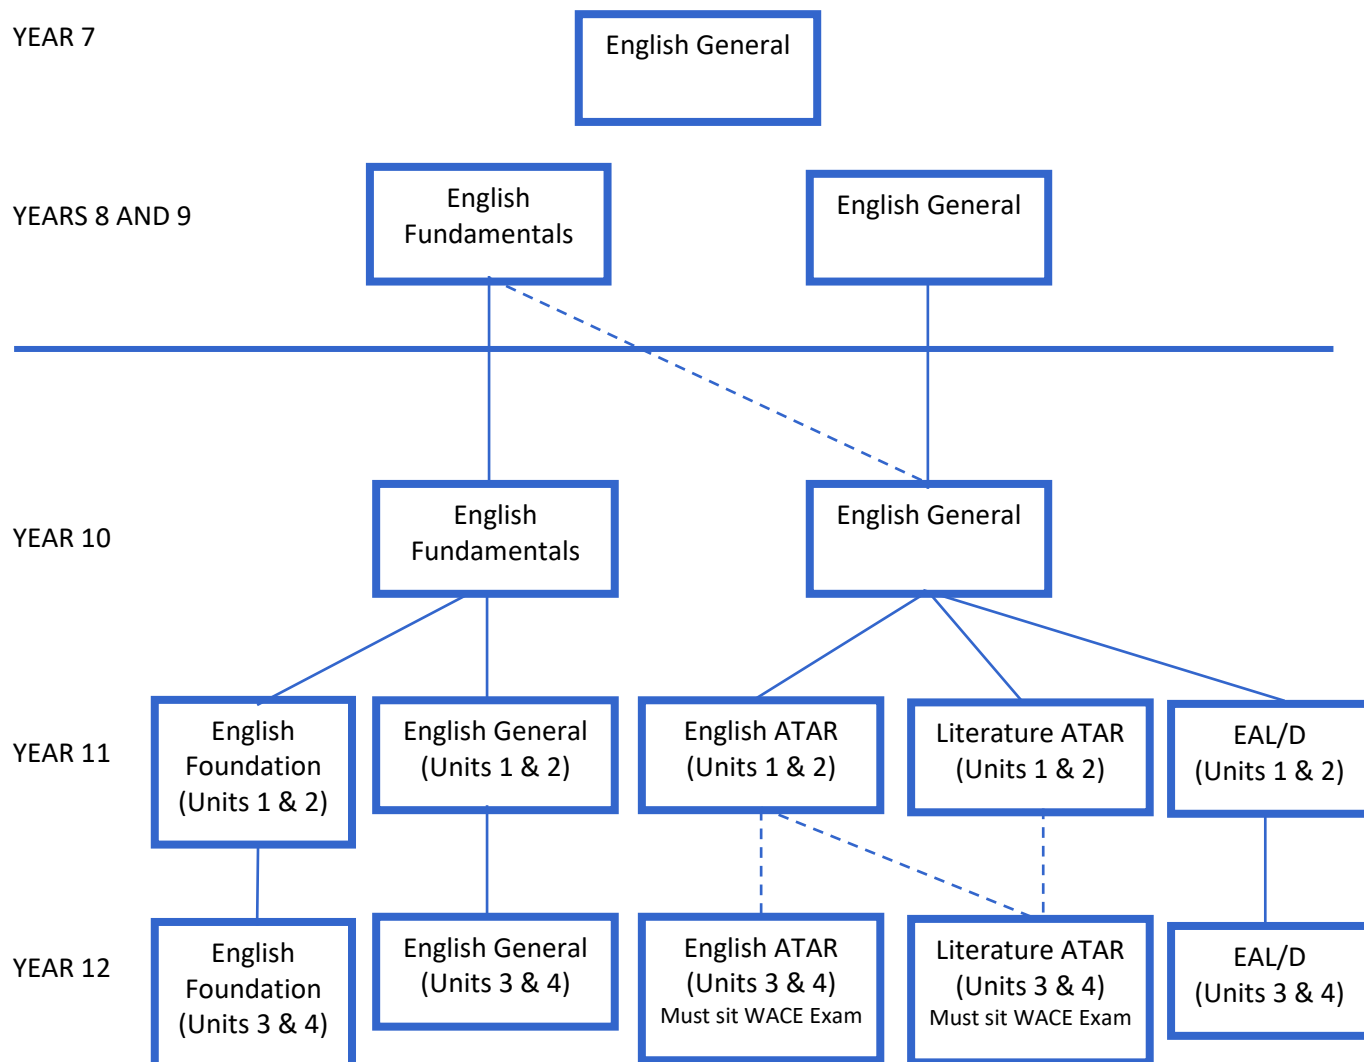 YEAR 7
English General
YEARS 8 AND 9
English
Fundamentals
English General
YEAR 10
English
Fundamentals
English General
YEAR 11
English
Foundation
(Units 1 & 2)
English General
(Units 1 & 2)
English ATAR
(Units 1 & 2)
Literature ATAR
(Units 1 & 2)
EAL/D
(Units 1 & 2)
YEAR 12
English
Foundation
(Units 3 & 4)
English General
(Units 3 & 4)
English ATAR
(Units 3 & 4)
Must sit WACE Exam
Literature ATAR
(Units 3 & 4)
Must sit WACE Exam
EAL/D
(Units 3 & 4)